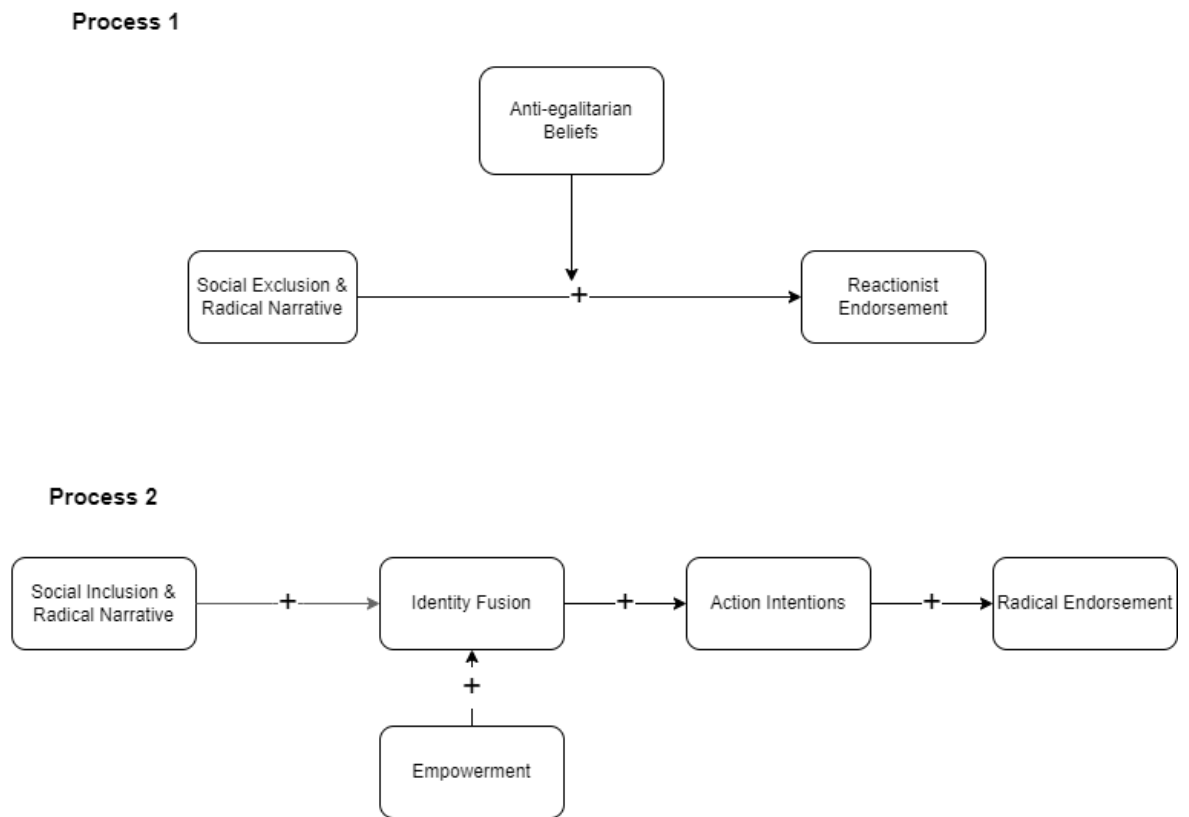 Process 1
Anti-egalitarian
Beliefs
Social Exclusion &
Radical Narrative
+
Reactionist
Endorsement
Process 2
Social Inclusion &
Radical Narrative
+
Identity Fusion
+
Action Intentions
+
Radical Endorsement
+
Empowerment